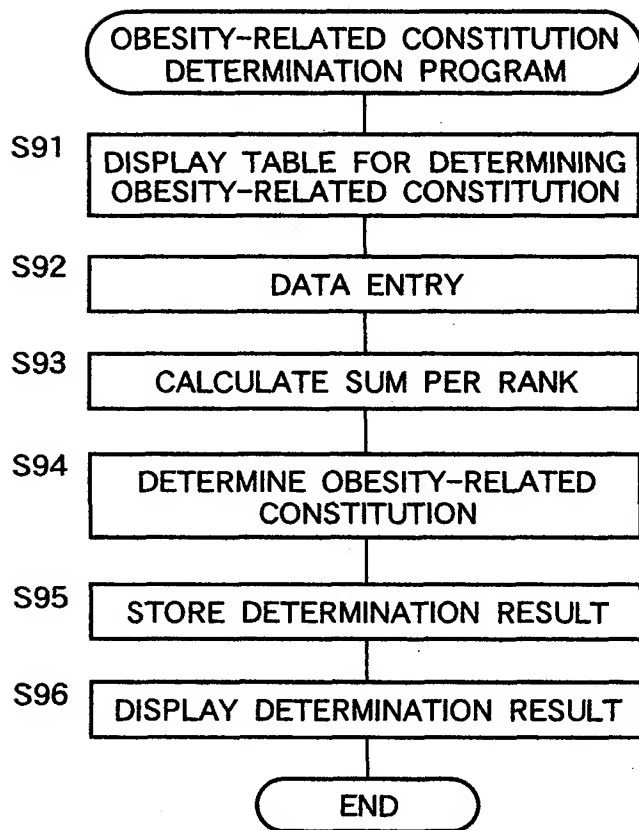 OBESITY-RELATED CONSTITUTION
DETERMINATION PROGRAM
S91
DISPLAY TABLE FOR DETERMINING
OBESITY-RELATED CONSTITUTION
S92
DATA ENTRY
S93
CALCULATE SUM PER RANK
S94
DETERMINE OBESITY-RELATED
CONSTITUTION
S95
STORE DETERMINATION RESULT
S96
DISPLAY DETERMINATION RESULT
END